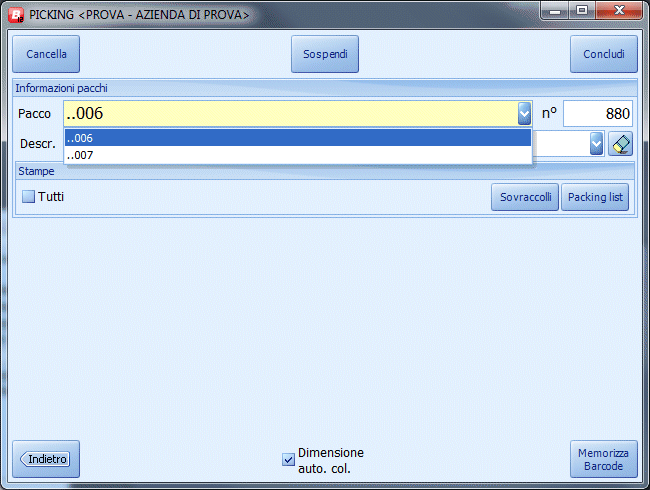 PICKING <PROVA - AZIENDA DI PROVA>
Cancella
Sospendi
Concludi
Informazioni pacchi
Pacco ..006 n° 880
..006
Descr.
..007
Stampe
Tutti
Sovraccolli
Packing list
Indietro
Dimensione
auto. col.
Memorizza
Barcode